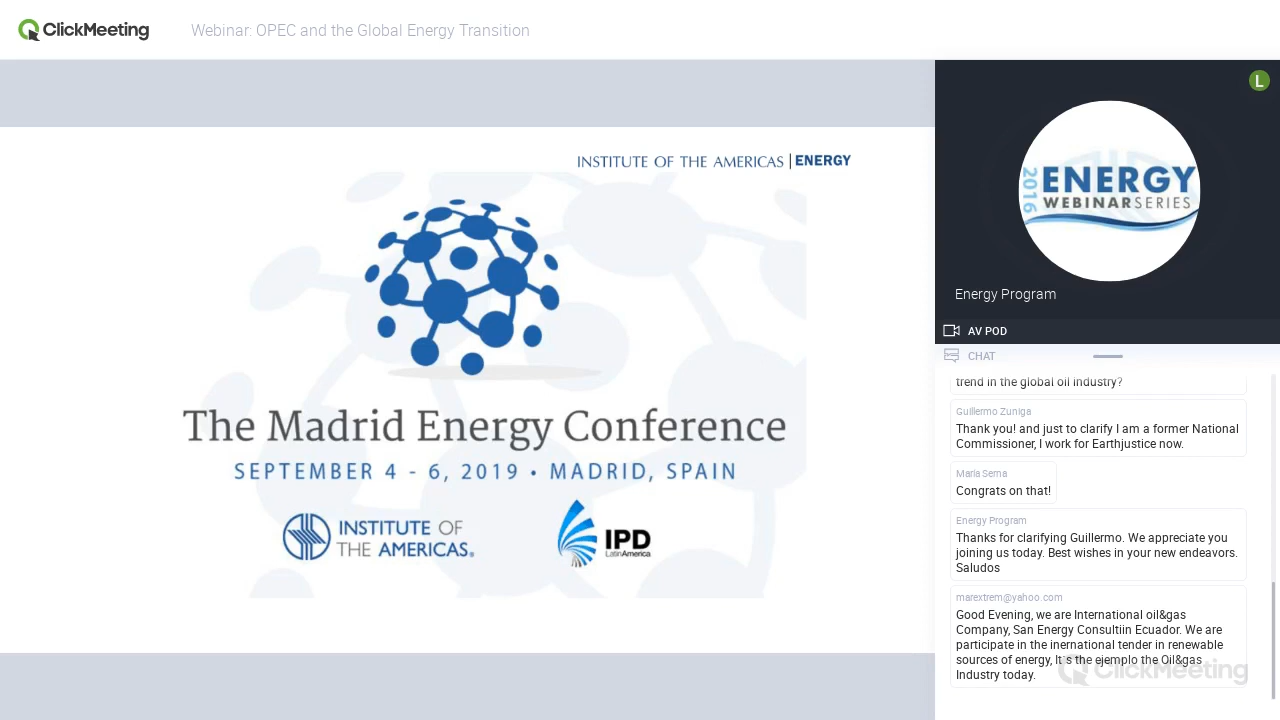 ClickMeeting
Webinar: OPEC and the Global Energy Transition
INSTITUTE OF THE AMERICAS | ENERGY
The Madrid Energy Conference
SEPTEMBER 4 - 6, 2019 • MADRID, SPAIN
INSTITUTE OF
THE AMERICAS®
IPD
LatinAmerica
L
2016
ENERGY
WEBINARSERIES
Energy Program
AV POD
CHAT
trend in the global oil industry?
Guillermo Zuniga
Thank you! and just to clarify I am a former National
Commissioner, I work for Earthjustice now.
Maria Serna
Congrats on that!
Energy Program
Thanks for clarifying Guillermo. We appreciate you
joining us today. Best wishes in your new endeavors.
Saludos
marextrem@yahoo.com
Good Evening, we are International oil&gas
Company, San Energy Consultiin Ecuador. We are
participate in the inernational tender in renewable
sources of energy, It´s the ejemplo the Oil&gas
Industry today.
ClickMeeting